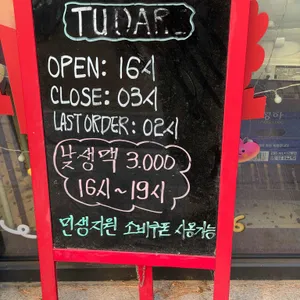 TUDARI
OPEN: 16시
CLOSE: 03시
LAST ORDER: 02시
낮생맥 3.000
16시~19시
민생지원 소비쿠폰 사용가능